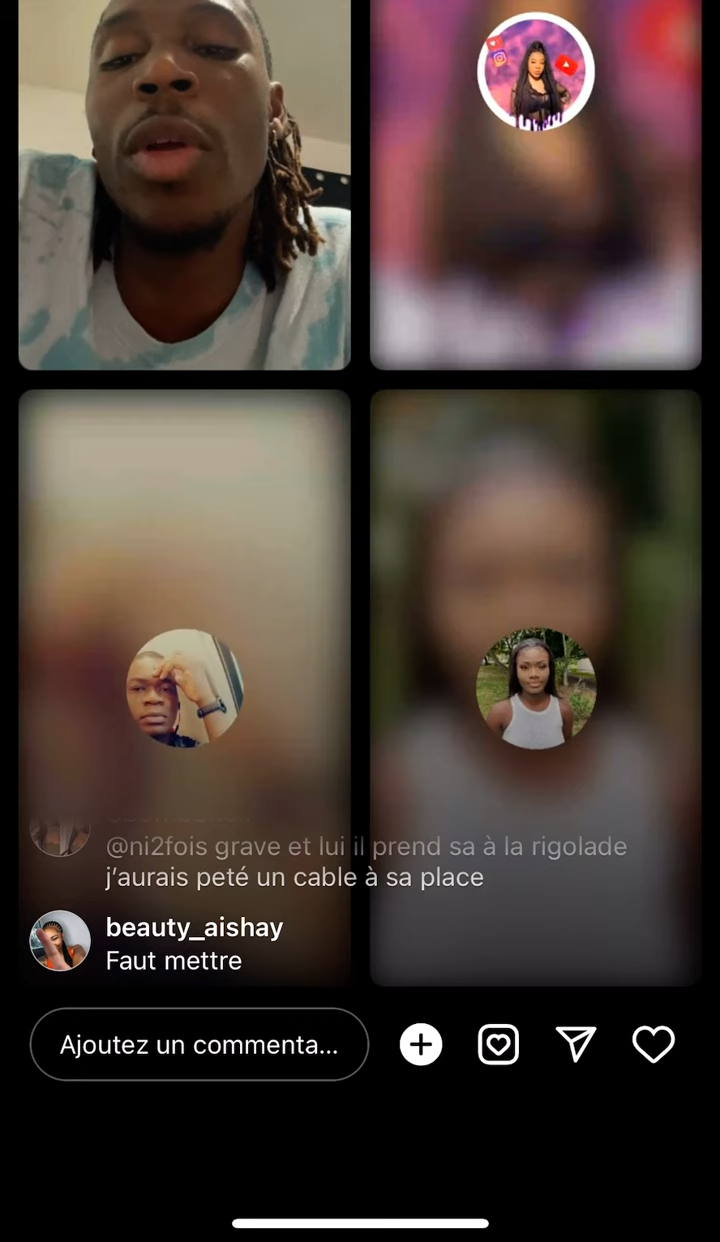 @ni2fois grave et lui il prend sa à la rigolade
j'aurais peté un cable à sa place
beauty_aishay
Faut mettre
Ajoutez un commenta...